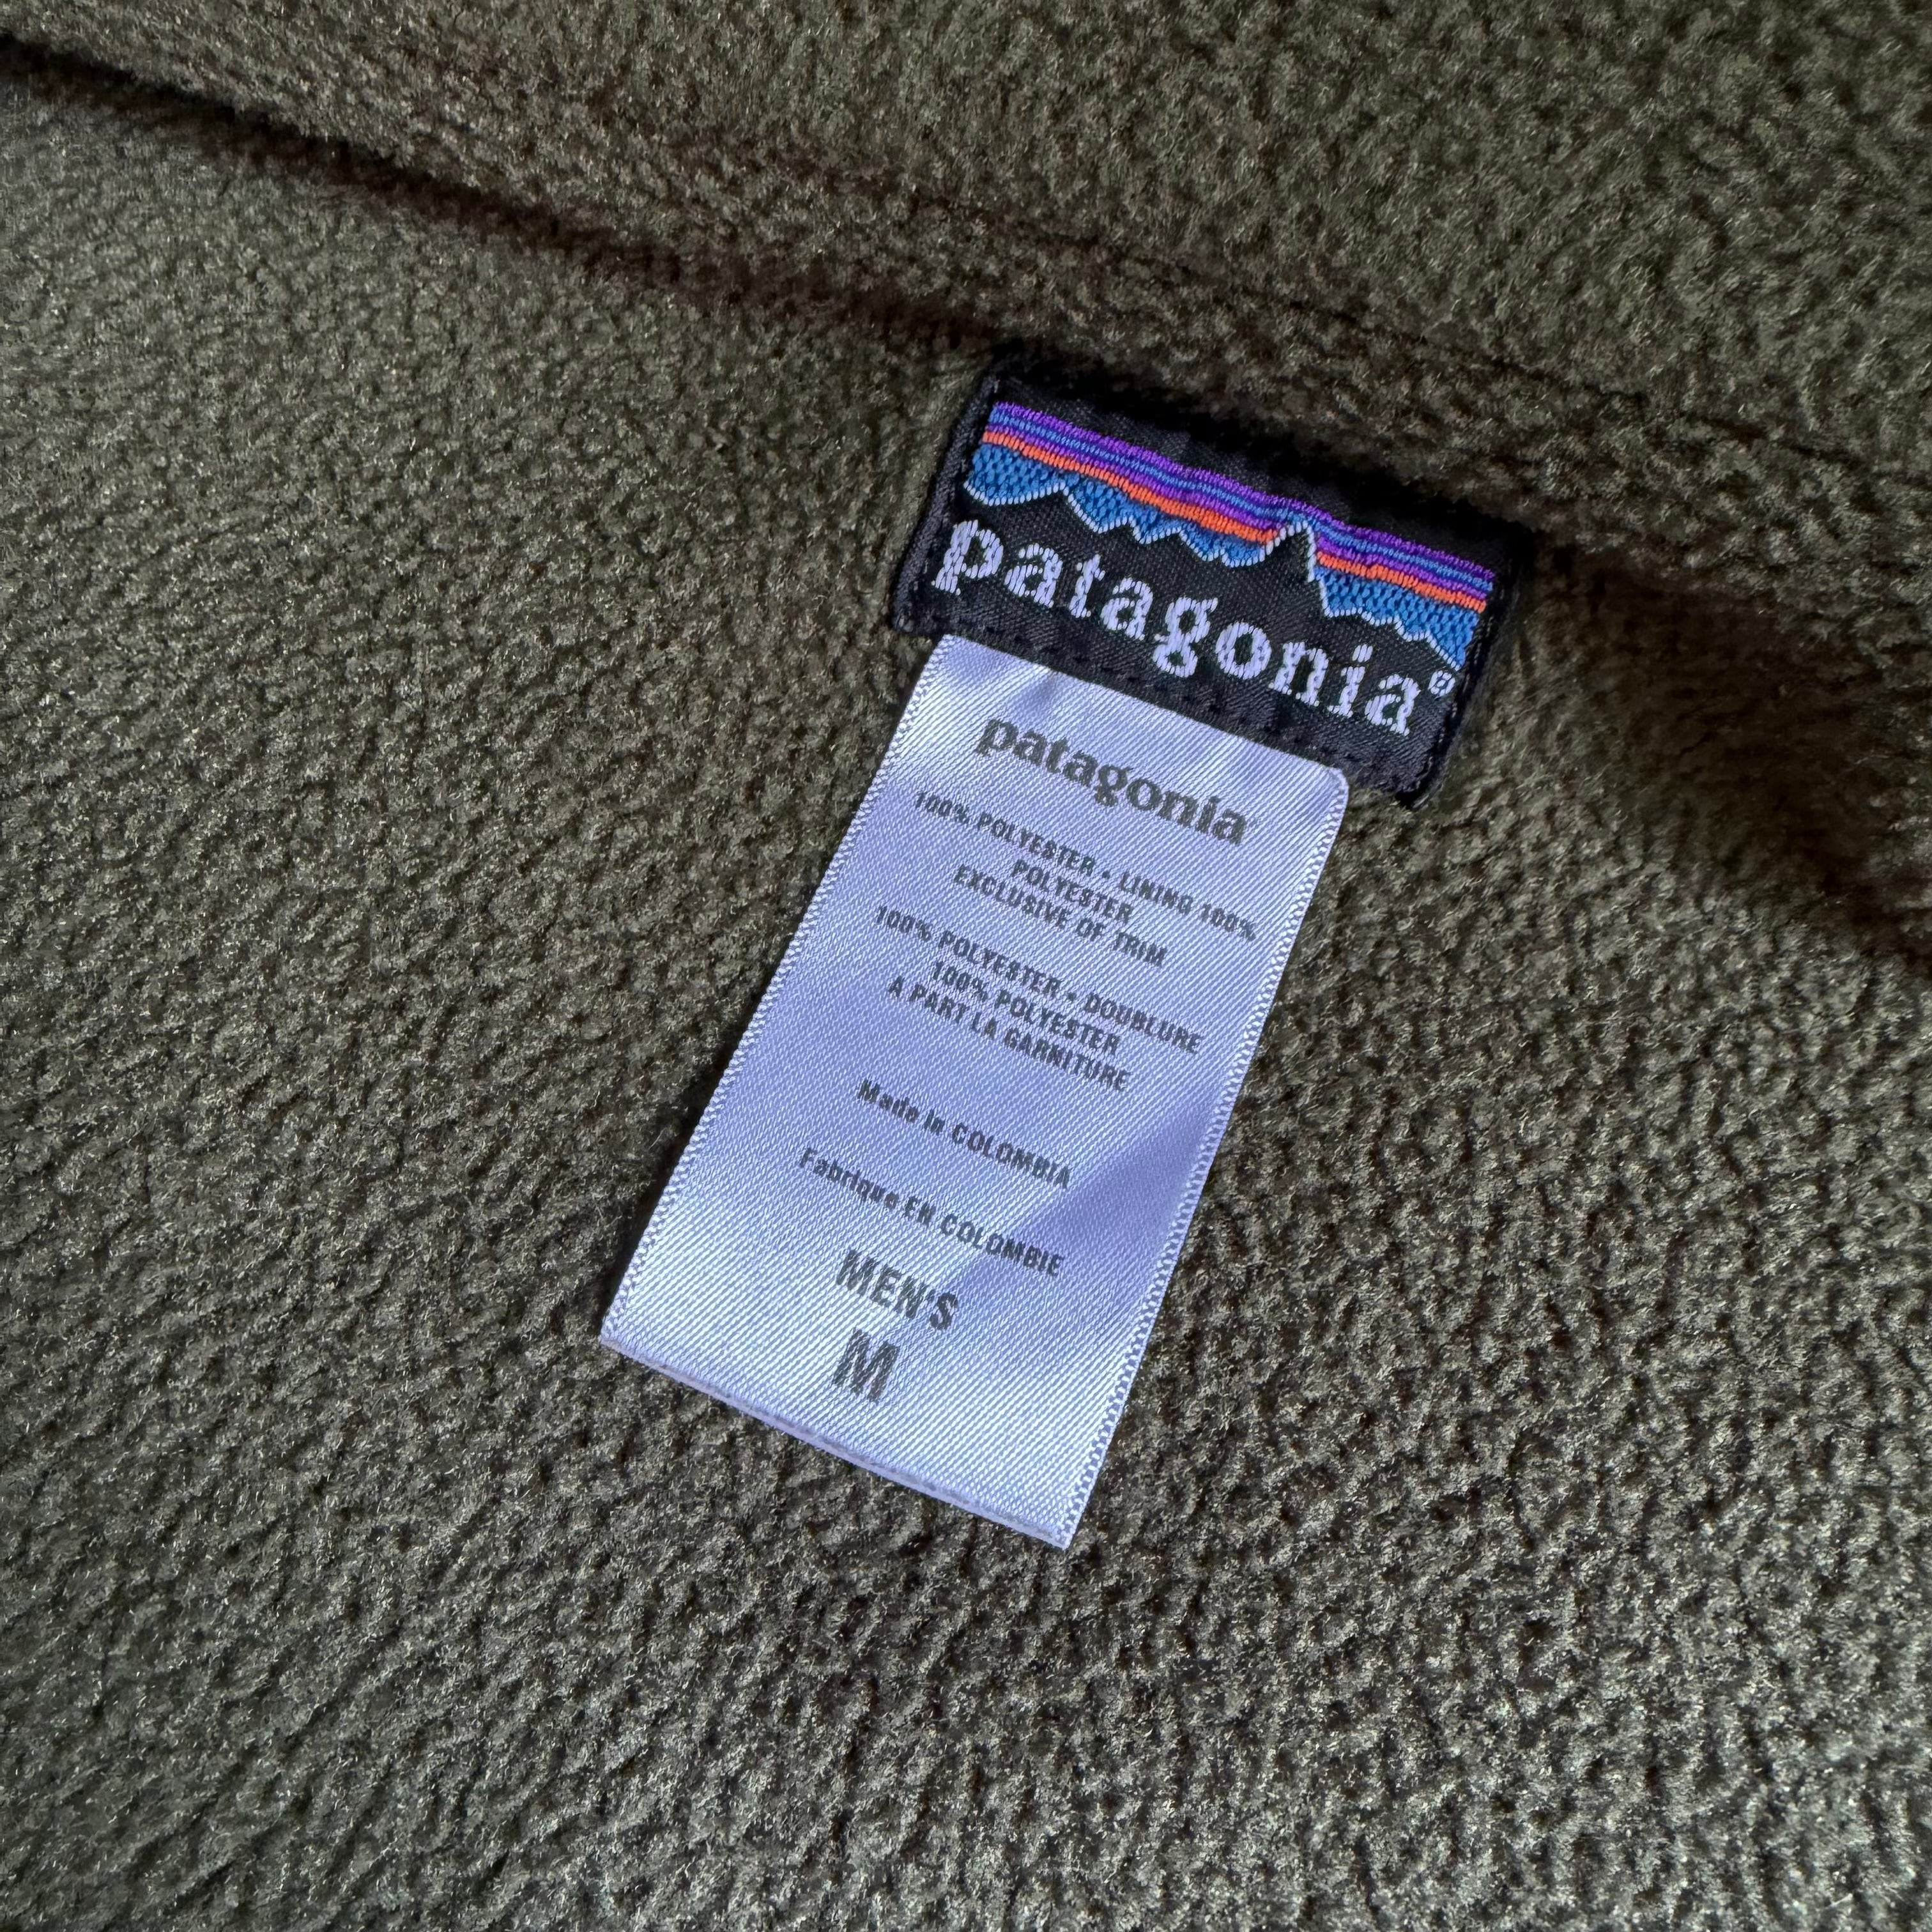 patagonia®
patagonia
100% POLYESTER • LINING 100%
POLYESTER
EXCLUSIVE OF TRIM
100% POLYESTER • DOUBLURE
100% POLYESTER
A PART LA GARNITURE
Made in COLOMBIA
Fabrique EN COLOMBIE
MEN'S
M